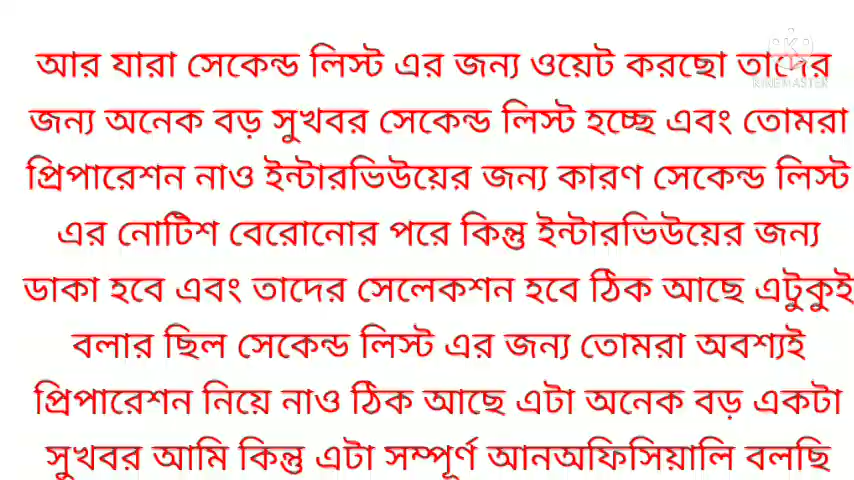 আর যারা সেকেন্ড লিস্ট এর জন্য ওয়েট করছো তাদের
জন্য অনেক বড় সুখবর সেকেন্ড লিস্ট হচ্ছে এবং তোমরা
প্রিপারেশন নাও ইন্টারভিউয়ের জন্য কারণ সেকেন্ড লিস্ট
এর নোটিশ বেরোনোর পরে কিন্তু ইন্টারভিউয়ের জন্য
ডাকা হবে এবং তাদের সেলেকশন হবে ঠিক আছে এটুকুই
বলার ছিল সেকেন্ড লিস্ট এর জন্য তোমরা অবশ্যই
প্রিপারেশন নিয়ে নাও ঠিক আছে এটা অনেক বড় একটা
সুখবর আমি কিন্তু এটা সম্পূর্ণ আনঅফিসিয়ালি বলছি
KINEMASTER